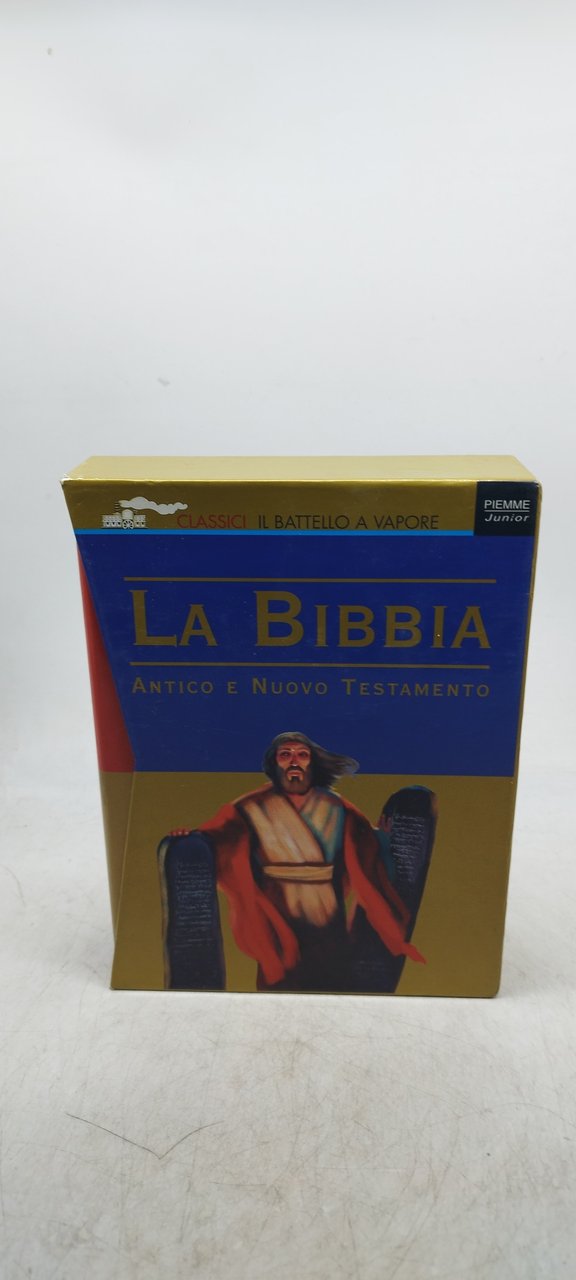 CLASSICI IL BATTELLO A VAPORE
PIEMME
Junior
LA BIBBIA
ANTICO E NUOVO TESTAMENTO